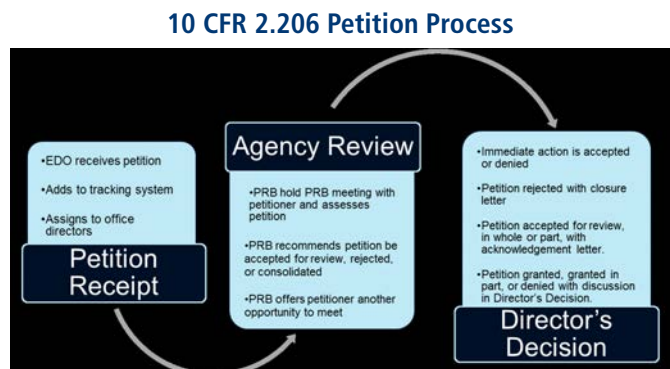 10 CFR 2.206 Petition Process
•EDO receives petition
•Adds to tracking system
•Assigns to office
directors
Petition
Receipt
Agency Review
•PRB hold PRB meeting with
petitioner and assesses
petition
•PRB recommends petition be
accepted for review, rejected,
or consolidated
•PRB offers petitioner another
opportunity to meet
•Immediate action is accepted
or denied
•Petition rejected with closure
letter
•Petition accepted for review,
in whole or part, with
acknowledgement letter.
•Petition granted, granted in
part, or denied with discussion
in Director's Decision.
Director's
Decision